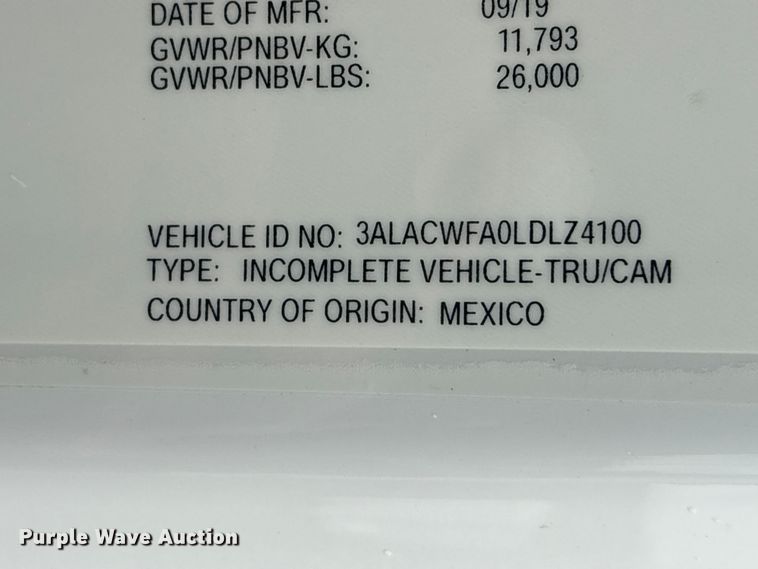 DATE OF MFR: 09/19
GVWR/PNBV-KG: 11,793
GVWR/PNBV-LBS: 26,000
VEHICLE ID NO: 3ALACWFA0LDLZ4100
TYPE: INCOMPLETE VEHICLE-TRU/CAM
COUNTRY OF ORIGIN: MEXICO
Purple Wave Auction